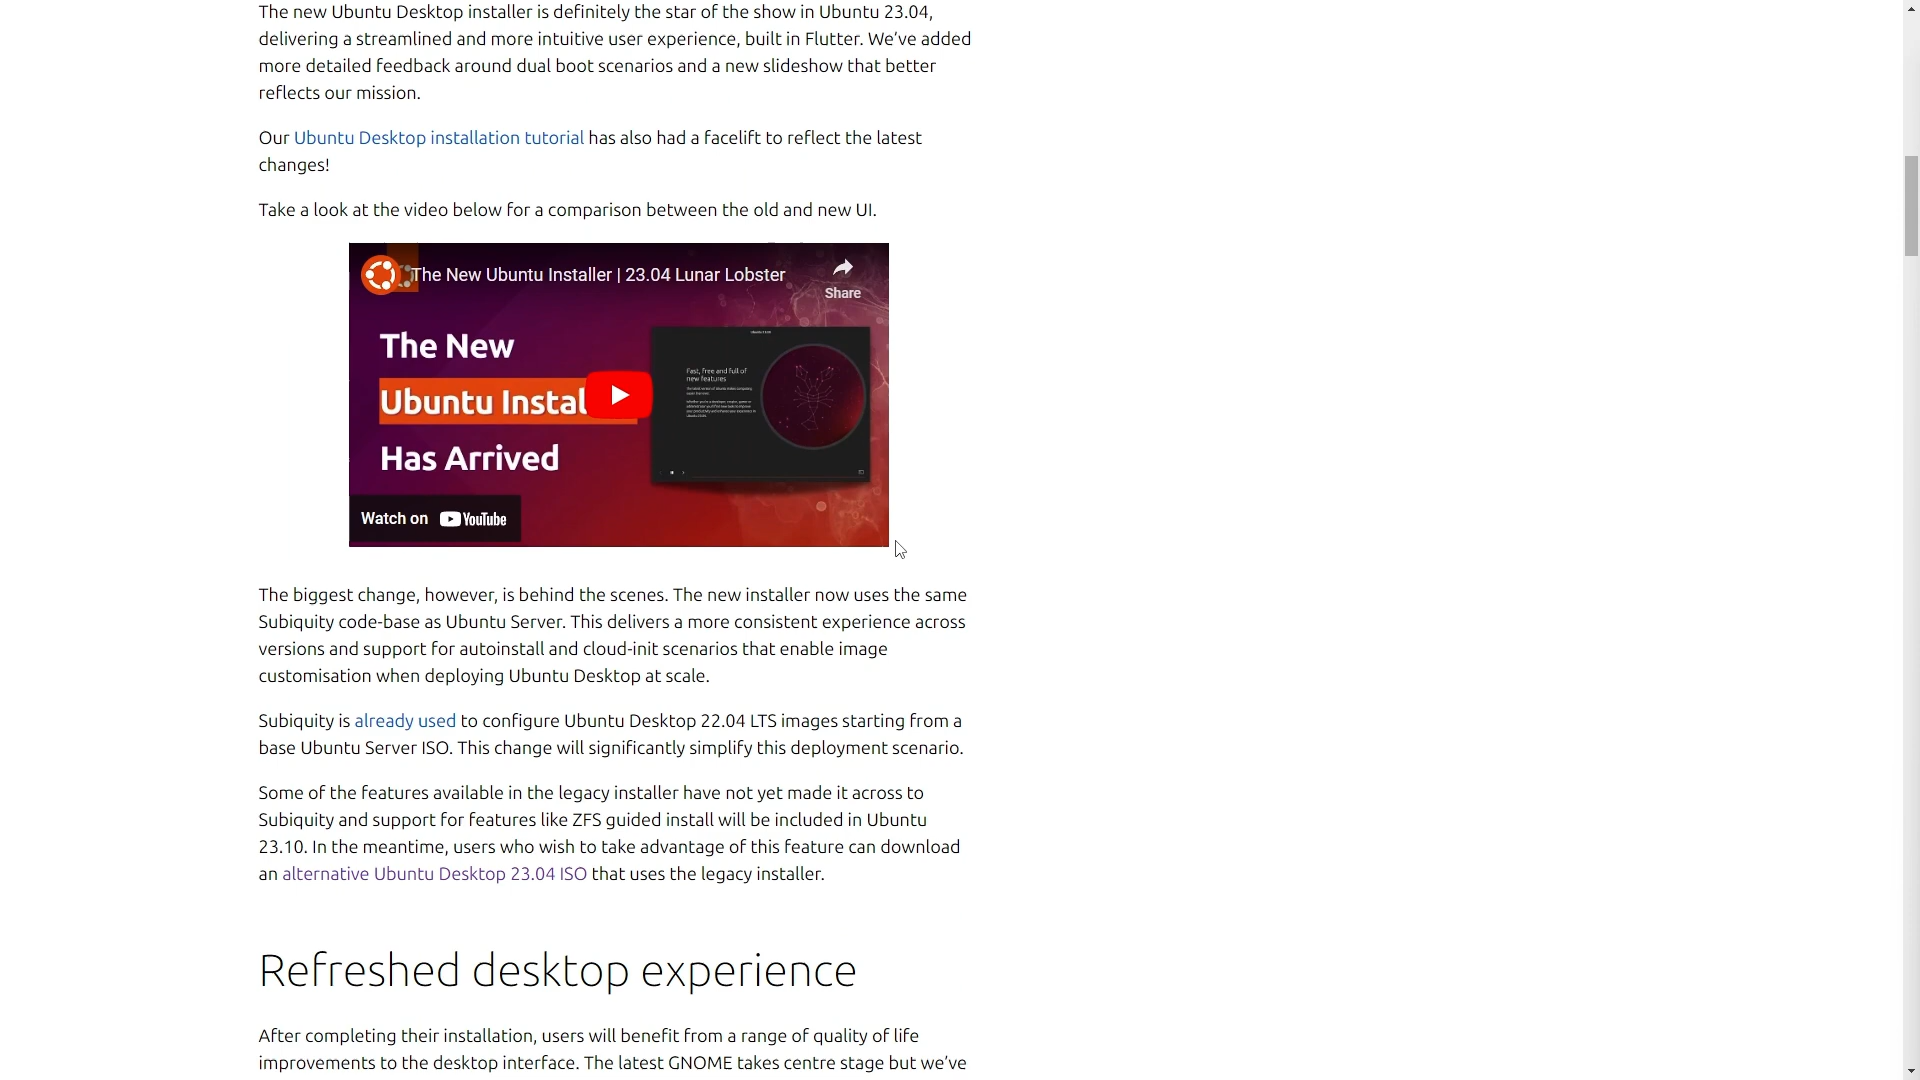 The new Ubuntu Desktop installer is definitely the star of the show in Ubuntu 23.04,
delivering a streamlined and more intuitive user experience, built in Flutter. We’ve added
more detailed feedback around dual boot scenarios and a new slideshow that better
reflects our mission.
Our Ubuntu Desktop installation tutorial has also had a facelift to reflect the latest
changes!
Take a look at the video below for a comparison between the old and new UI.
The New Ubuntu Installer | 23.04 Lunar Lobster
Share
The New
Ubuntu Instal
Has Arrived
Fast, free and full of
new features
Watch on YouTube
The biggest change, however, is behind the scenes. The new installer now uses the same
Subiquity code-base as Ubuntu Server. This delivers a more consistent experience across
versions and support for autoinstall and cloud-init scenarios that enable image
customisation when deploying Ubuntu Desktop at scale.
Subiquity is already used to configure Ubuntu Desktop 22.04 LTS images starting from a
base Ubuntu Server ISO. This change will significantly simplify this deployment scenario.
Some of the features available in the legacy installer have not yet made it across to
Subiquity and support for features like ZFS guided install will be included in Ubuntu
23.10. In the meantime, users who wish to take advantage of this feature can download
an alternative Ubuntu Desktop 23.04 ISO that uses the legacy installer.
Refreshed desktop experience
After completing their installation, users will benefit from a range of quality of life
improvements to the desktop interface. The latest GNOME takes centre stage but we’ve